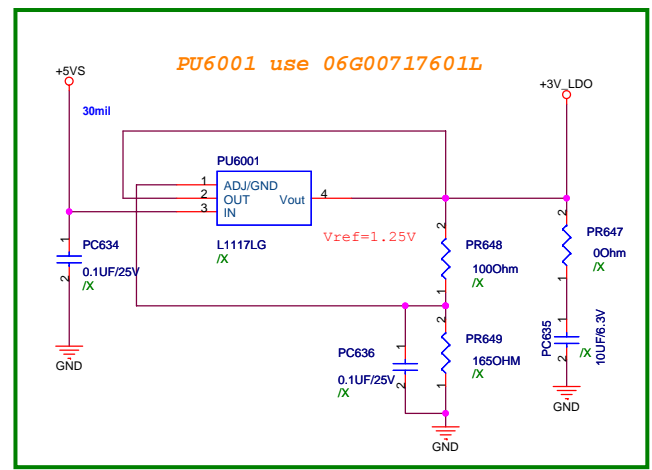 PU6001 use 06G00717601L
+5VS
+3V_LDO
30mil
PU6001
1 ADJ/GND
2 OUT Vout 4
3 IN
L1117LG
/X
Vref=1.25V
PC634
1
2
0.1UF/25V
/X
GND
2
PR648
100Ohm
1
/X
2
PR647
0Ohm
1
/X
PC636
1
2
0.1UF/25V
/X
2
PR649
165OHM
1
/X
GND
PC635
1
2
10UF/6.3V
/X
GND